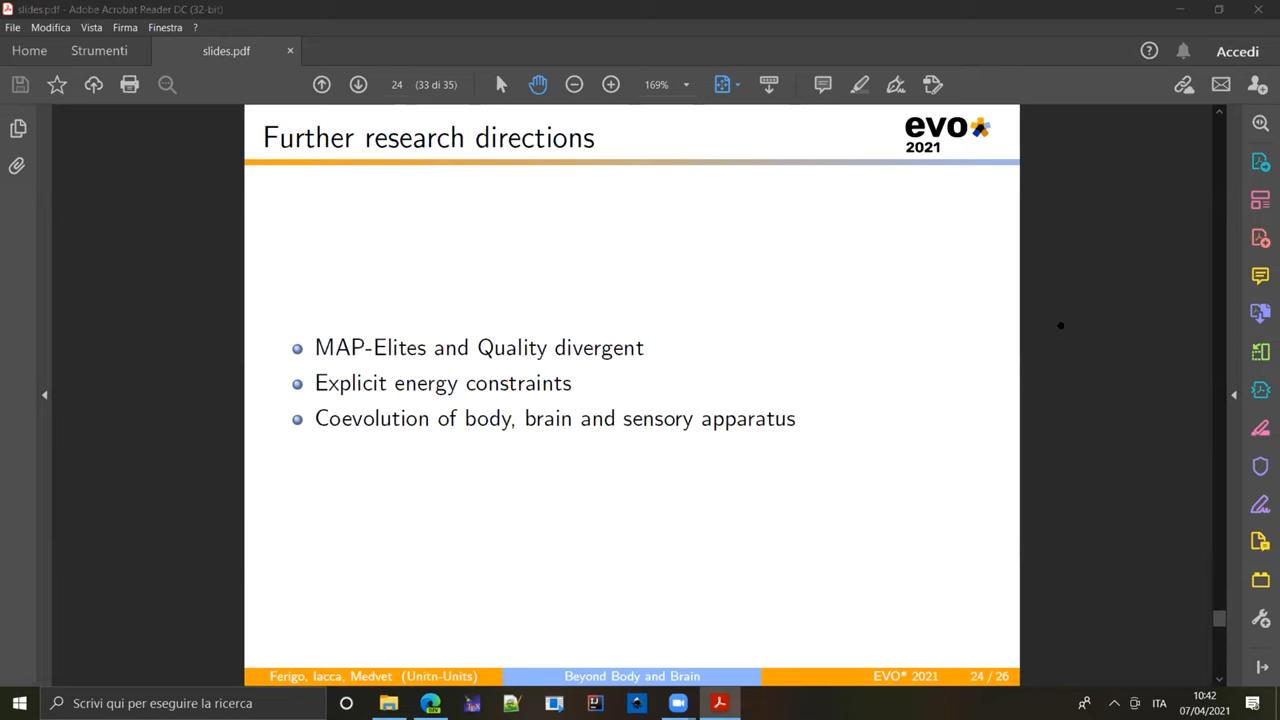 slides.pdf - Adobe Acrobat Reader DC (32-bit)
File Modifica Vista Firma Finestra ?
Home Strumenti slides.pdf × Accedi
24 (33 di 35) 169%
Further research directions
evo*
2021
MAP-Elites and Quality divergent
Explicit energy constraints
Coevolution of body, brain and sensory apparatus
Ferigo, Iacca, Medvet (Unitn-Units) Beyond Body and Brain EVO* 2021 24 / 26
Scrivi qui per eseguire la ricerca
ITA
10:42
07/04/2021